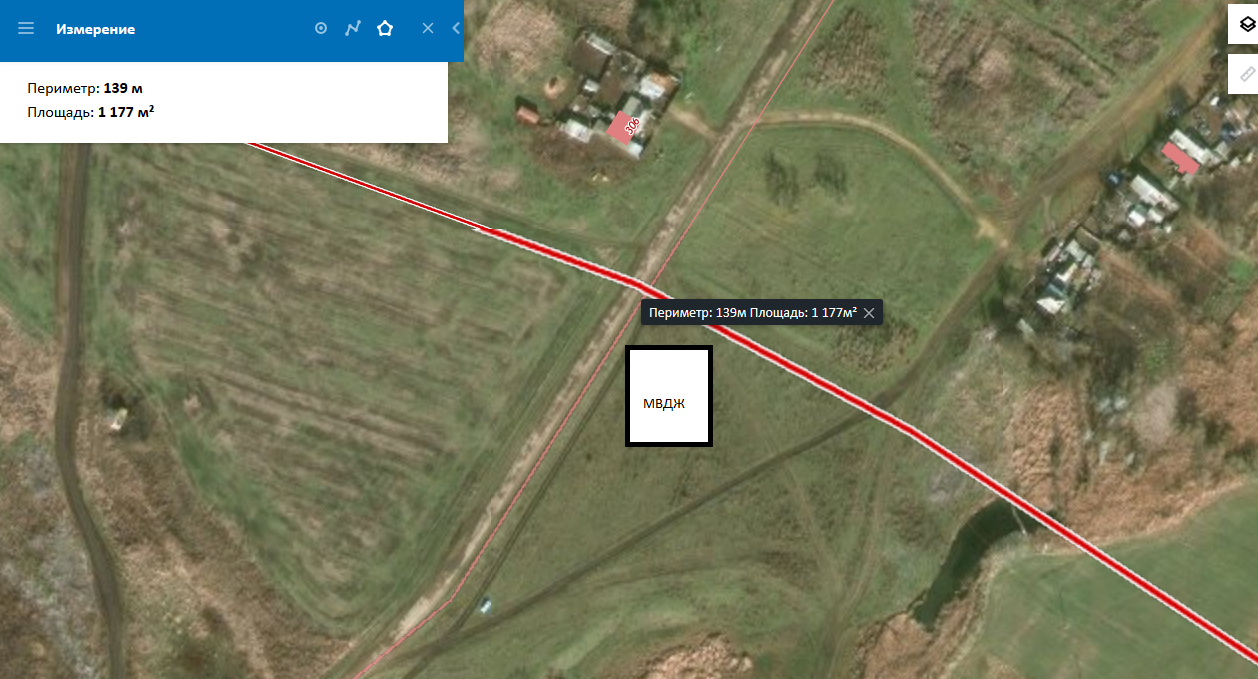 Измерение
Периметр: 139 м
Площадь: 1 177 м²
306
Периметр: 139м Площадь: 1 177м²
МВДЖ